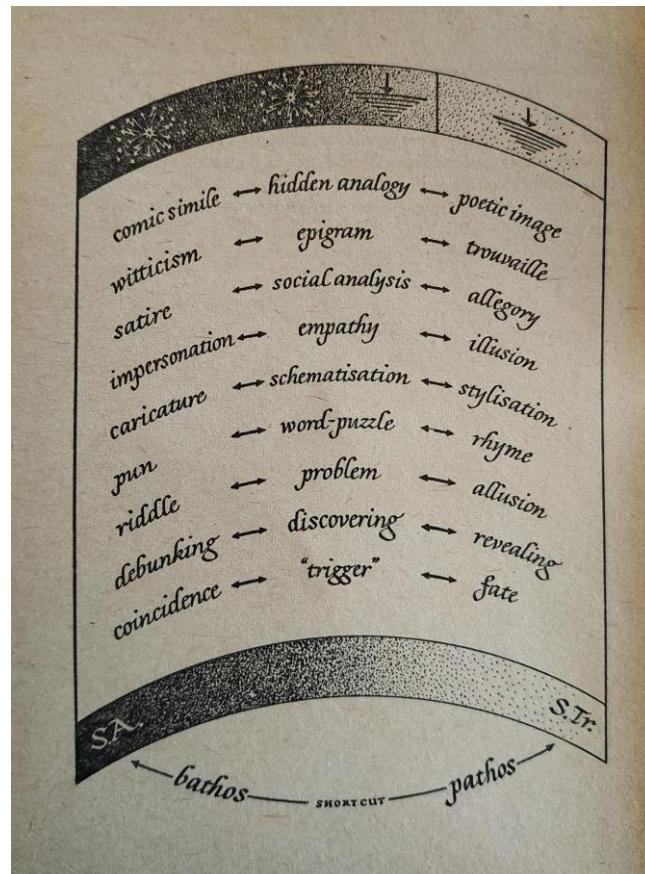 comic simile ↔ hidden analogy ↔ poetic image
witticism ↔ epigram ↔ trouvaille
satire ↔ social analysis ↔ allegory
impersonation ↔ empathy ↔ illusion
caricature ↔ schematisation ↔ stylisation
pun ↔ word-puzzle ↔ rhyme
riddle ↔ problem ↔ allusion
debunking ↔ discovering ↔ revealing
coincidence ↔ "trigger" ↔ fate
S.A. S.Tr.
bathos SHORT CUT pathos